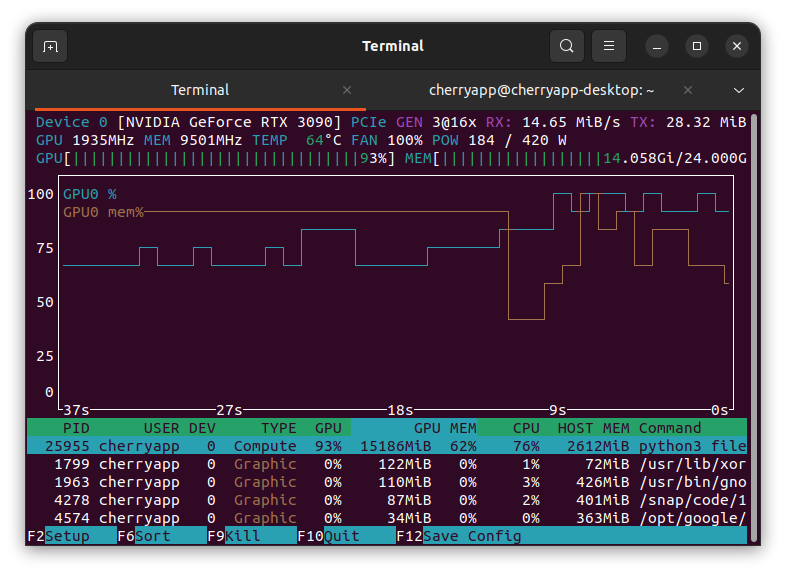 Terminal
Terminal
cherryapp@cherryapp-desktop: ~
Device 0 [NVIDIA GeForce RTX 3090] PCIe GEN 3@16x RX: 14.65 MiB/s TX: 28.32 MiB
GPU 1935MHz MEM 9501MHz TEMP  64°C FAN 100% POW 184 / 420 W
GPU[||||||||||||||||||||||||||||||||93%] MEM[||||||||||||||||||14.058Gi/24.000G
100
GPU0 %
GPU0 mem%
75
50
25
0
37s 27s 18s 9s 0s
PID USER DEV TYPE GPU GPU MEM CPU HOST MEM Command
25955 cherryapp 0 Compute 93% 15186MiB 62% 76% 2612MiB python3 file
1799 cherryapp 0 Graphic 0% 122MiB 0% 1% 72MiB /usr/lib/xor
1963 cherryapp 0 Graphic 0% 110MiB 0% 3% 426MiB /usr/bin/gno
4278 cherryapp 0 Graphic 0% 87MiB 0% 2% 401MiB /snap/code/1
4574 cherryapp 0 Graphic 0% 34MiB 0% 0% 363MiB /opt/google/
F2Setup F6Sort F9Kill F10Quit F12Save Config